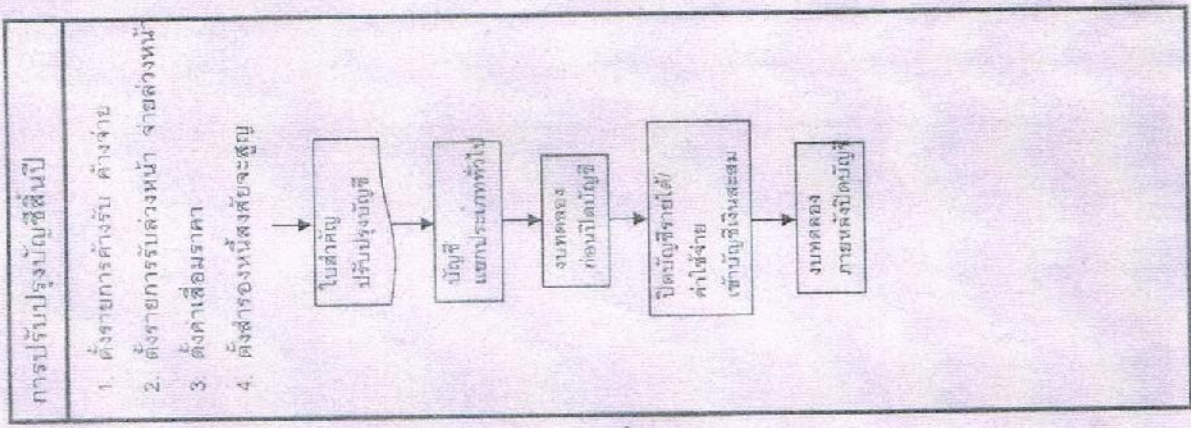 การปรับปรุงบัญชีสิ้นปี
1. ตั้งรายการค้างรับ ค้างจ่าย
2. ตั้งรายการรับล่วงหน้า จ่ายล่วงหน้า
3. ตั้งค่าเสื่อมราคา
4. ตั้งสำรองหนี้สงสัยจะสูญ
ใบสำคัญ
ปรับปรุงบัญชี
บัญชี
แยกประเภททั่วไป
งบทดลอง
ก่อนปิดบัญชี
ปิดบัญชีรายได้/
ค่าใช้จ่าย
เข้าบัญชีเงินสะสม
งบทดลอง
ภายหลังปิดบัญชี